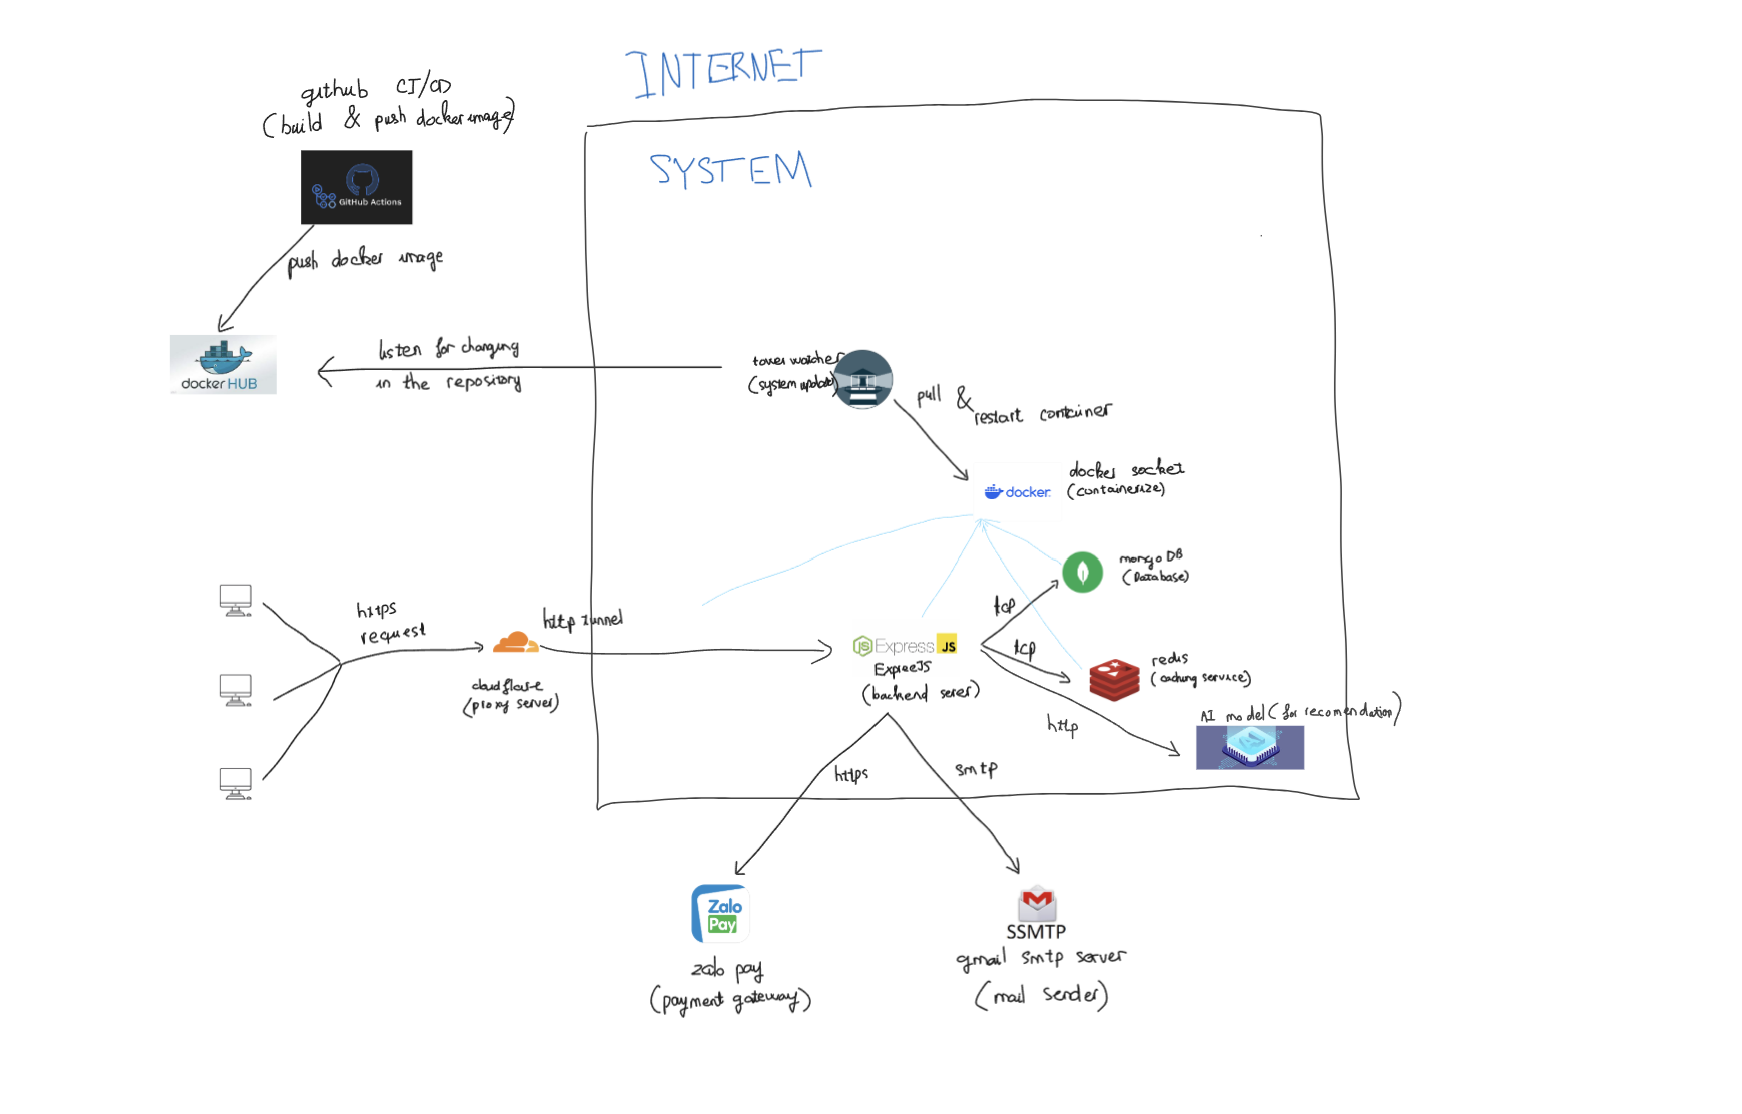 INTERNET
github CI/CD
(build & push docker image)
SYSTEM
GitHub Actions
push docker image
listen for changing
in the repository
docker HUB
tower watcher
(system update)
pull &
restart container
docker socket
(containerize)
docker
mongo DB
(Database)
tcp
https
request
http tunnel
Express JS
ExpreeJS
(backend serer)
tcp
redis
(caching service)
cloudflare
(proxy server)
http
AI model (for recomendation)
https
smtp
Zalo
Pay
SSMTP
zalo pay
(payment gateway)
gmail smtp server
(mail sender)